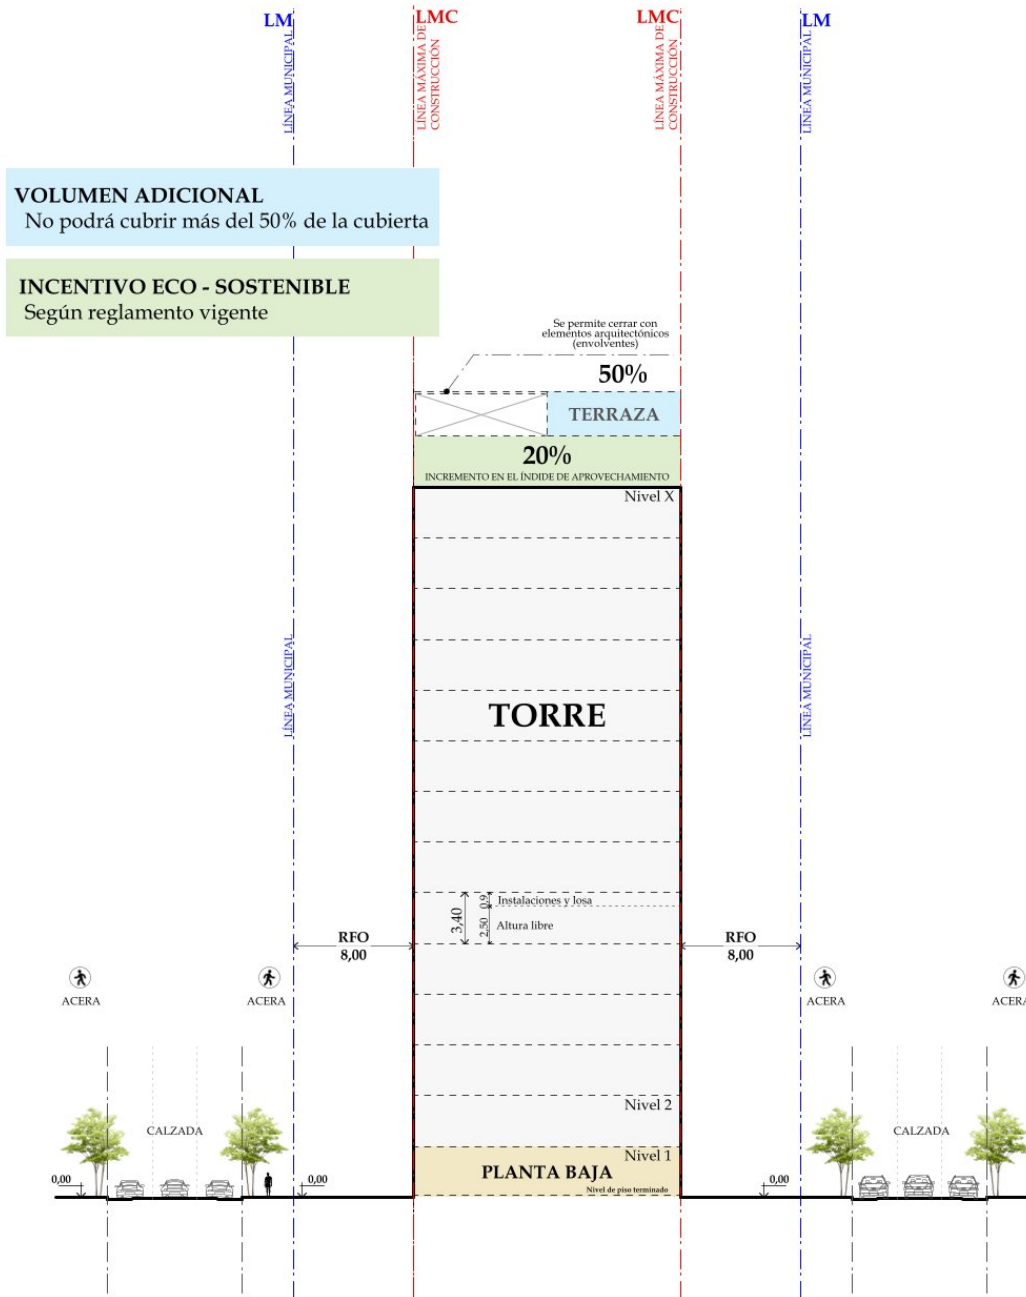 LM
LMC
LMC
LM
LÍNEA MUNICIPAL
LÍNEA MÁXIMA DE
CONSTRUCCIÓN
LÍNEA MÁXIMA DE
CONSTRUCCIÓN
LÍNEA MUNICIPAL
VOLUMEN ADICIONAL
No podrá cubrir más del 50% de la cubierta
INCENTIVO ECO - SOSTENIBLE
Según reglamento vigente
Se permite cerrar con
elementos arquitectónicos
(envolventes)
50%
TERRAZA
20%
INCREMENTO EN EL ÍNDIDE DE APROVECHAMIENTO
Nivel X
LÍNEA MUNICIPAL
LÍNEA MUNICIPAL
TORRE
3,40
0,9
Instalaciones y losa
2,50
Altura libre
RFO
8,00
RFO
8,00
ACERA
ACERA
ACERA
ACERA
Nivel 2
CALZADA
CALZADA
Nivel 1
PLANTA BAJA
Nivel de piso terminado
0,00
0,00
0,00
0,00